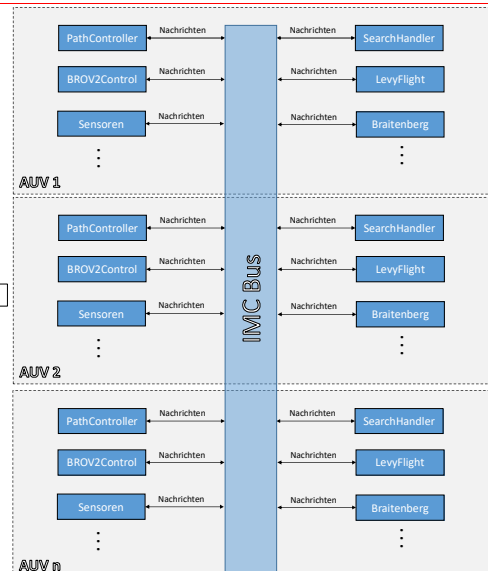 PathController Nachrichten Nachrichten SearchHandler
BROV2Control Nachrichten Nachrichten LevyFlight
Sensoren Nachrichten Nachrichten Braitenberg
AUV 1
PathController Nachrichten Nachrichten SearchHandler
BROV2Control Nachrichten Nachrichten LevyFlight
Sensoren Nachrichten Nachrichten Braitenberg
AUV 2
IMC Bus
PathController Nachrichten Nachrichten SearchHandler
BROV2Control Nachrichten Nachrichten LevyFlight
Sensoren Nachrichten Nachrichten Braitenberg
AUV n